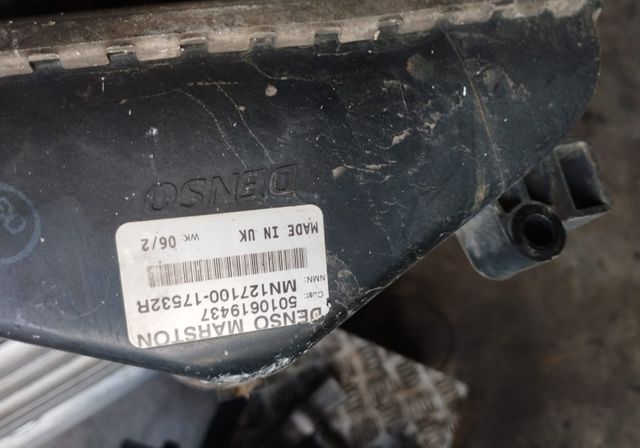 DENSO
DENSO MARSTON
Cust: 5010619437
NMN: MN127100-17532R
MADE IN UK WK: 06/2